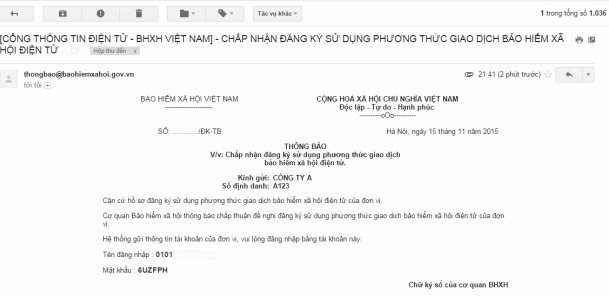 Tác vụ khác
1 trong tổng số 1.036
[CỔNG THÔNG TIN ĐIỆN TỬ - BHXH VIỆT NAM] - CHẤP NHẬN ĐĂNG KÝ SỬ DỤNG PHƯƠNG THỨC GIAO DỊCH BẢO HIỂM XÃ
HỘI ĐIỆN TỬ
Hộp thư đến x
thongbao@baohiemxahoi.gov.vn
21:41 (2 phút trước)
tới tôi
BẢO HIỂM XÃ HỘI VIỆT NAM
CỘNG HOÀ XÃ HỘI CHỦ NGHĨA VIỆT NAM
Độc lập - Tự do - Hạnh phúc
----------------------
----------oOo----------
SỐ: ............/ĐK-TB
Hà Nội, ngày 15 tháng 11 năm 2015
THÔNG BÁO
V/v: Chấp nhận đăng ký sử dụng phương thức giao dịch
bảo hiểm xã hội điện tử.
Kính gửi: CÔNG TY A
Số định danh: A123
Căn cứ hồ sơ đăng ký sử dụng phương thức giao dịch bảo hiểm xã hội điện tử của đơn vị.
Cơ quan Bảo hiểm xã hội thông báo chấp thuận đề nghị đăng ký sử dụng phương thức giao dịch bảo hiểm xã hội điện tử của đơn
vị.
Hệ thống gửi thông tin tài khoản của đơn vị, vui lòng đăng nhập bằng tài khoản này:
Tên đăng nhập : 0101
Mật khẩu : 6UZFPH
Chữ ký số của cơ quan BHXH